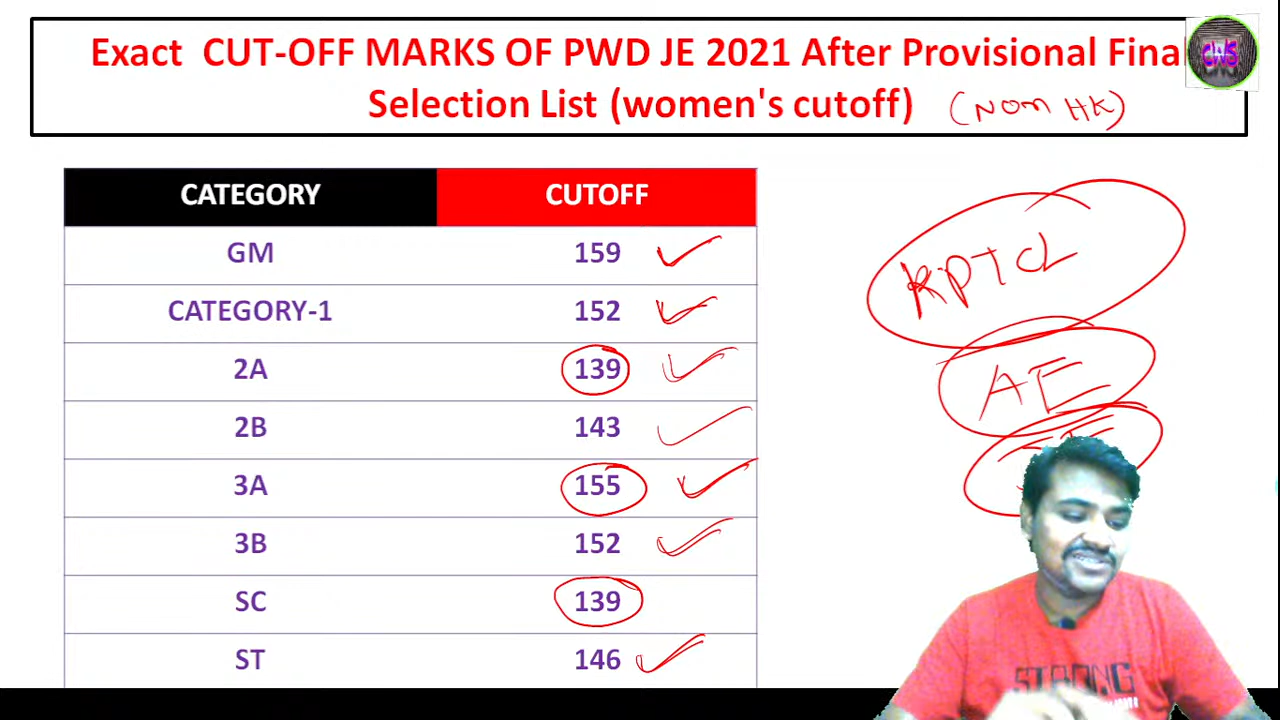 Exact CUT-OFF MARKS OF PWD JE 2021 After Provisional Final
Selection List (women's cutoff) (NON HK)
CWS
CATEGORY CUTOFF
GM 159
CATEGORY-1 152
2A 139
2B 143
3A 155
3B 152
SC 139
ST 146
KPTCL
AE
STRONG